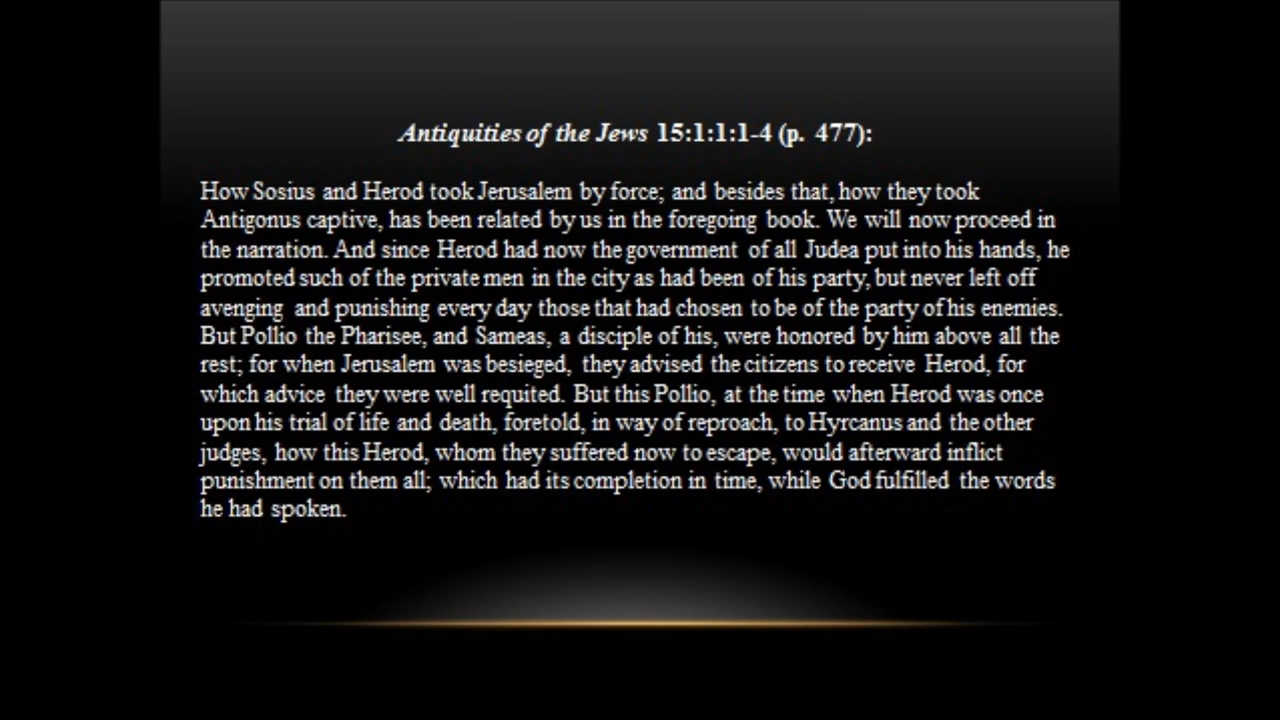 Antiquities of the Jews 15:1:1:1-4 (p. 477):
How Sosius and Herod took Jerusalem by force; and besides that, how they took
Antigonus captive, has been related by us in the foregoing book. We will now proceed in
the narration. And since Herod had now the government of all Judea put into his hands, he
promoted such of the private men in the city as had been of his party, but never left off
avenging and punishing every day those that had chosen to be of the party of his enemies.
But Pollio the Pharisee, and Sameas, a disciple of his, were honored by him above all the
rest; for when Jerusalem was besieged, they advised the citizens to receive Herod, for
which advice they were well requited. But this Pollio, at the time when Herod was once
upon his trial of life and death, foretold, in way of reproach, to Hyrcanus and the other
judges, how this Herod, whom they suffered now to escape, would afterward inflict
punishment on them all; which had its completion in time, while God fulfilled the words
he had spoken.